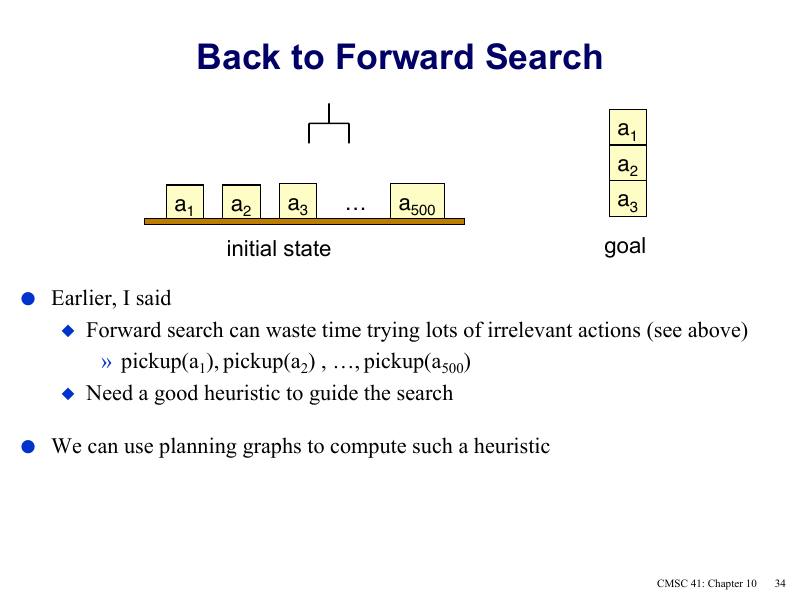 Back to Forward Search
a1
a2
a3
a1 a2 a3 … a500
initial state
goal
● Earlier, I said
◆ Forward search can waste time trying lots of irrelevant actions (see above)
» pickup(a1), pickup(a2) , …, pickup(a500)
◆ Need a good heuristic to guide the search
● We can use planning graphs to compute such a heuristic
CMSC 41: Chapter 10 34